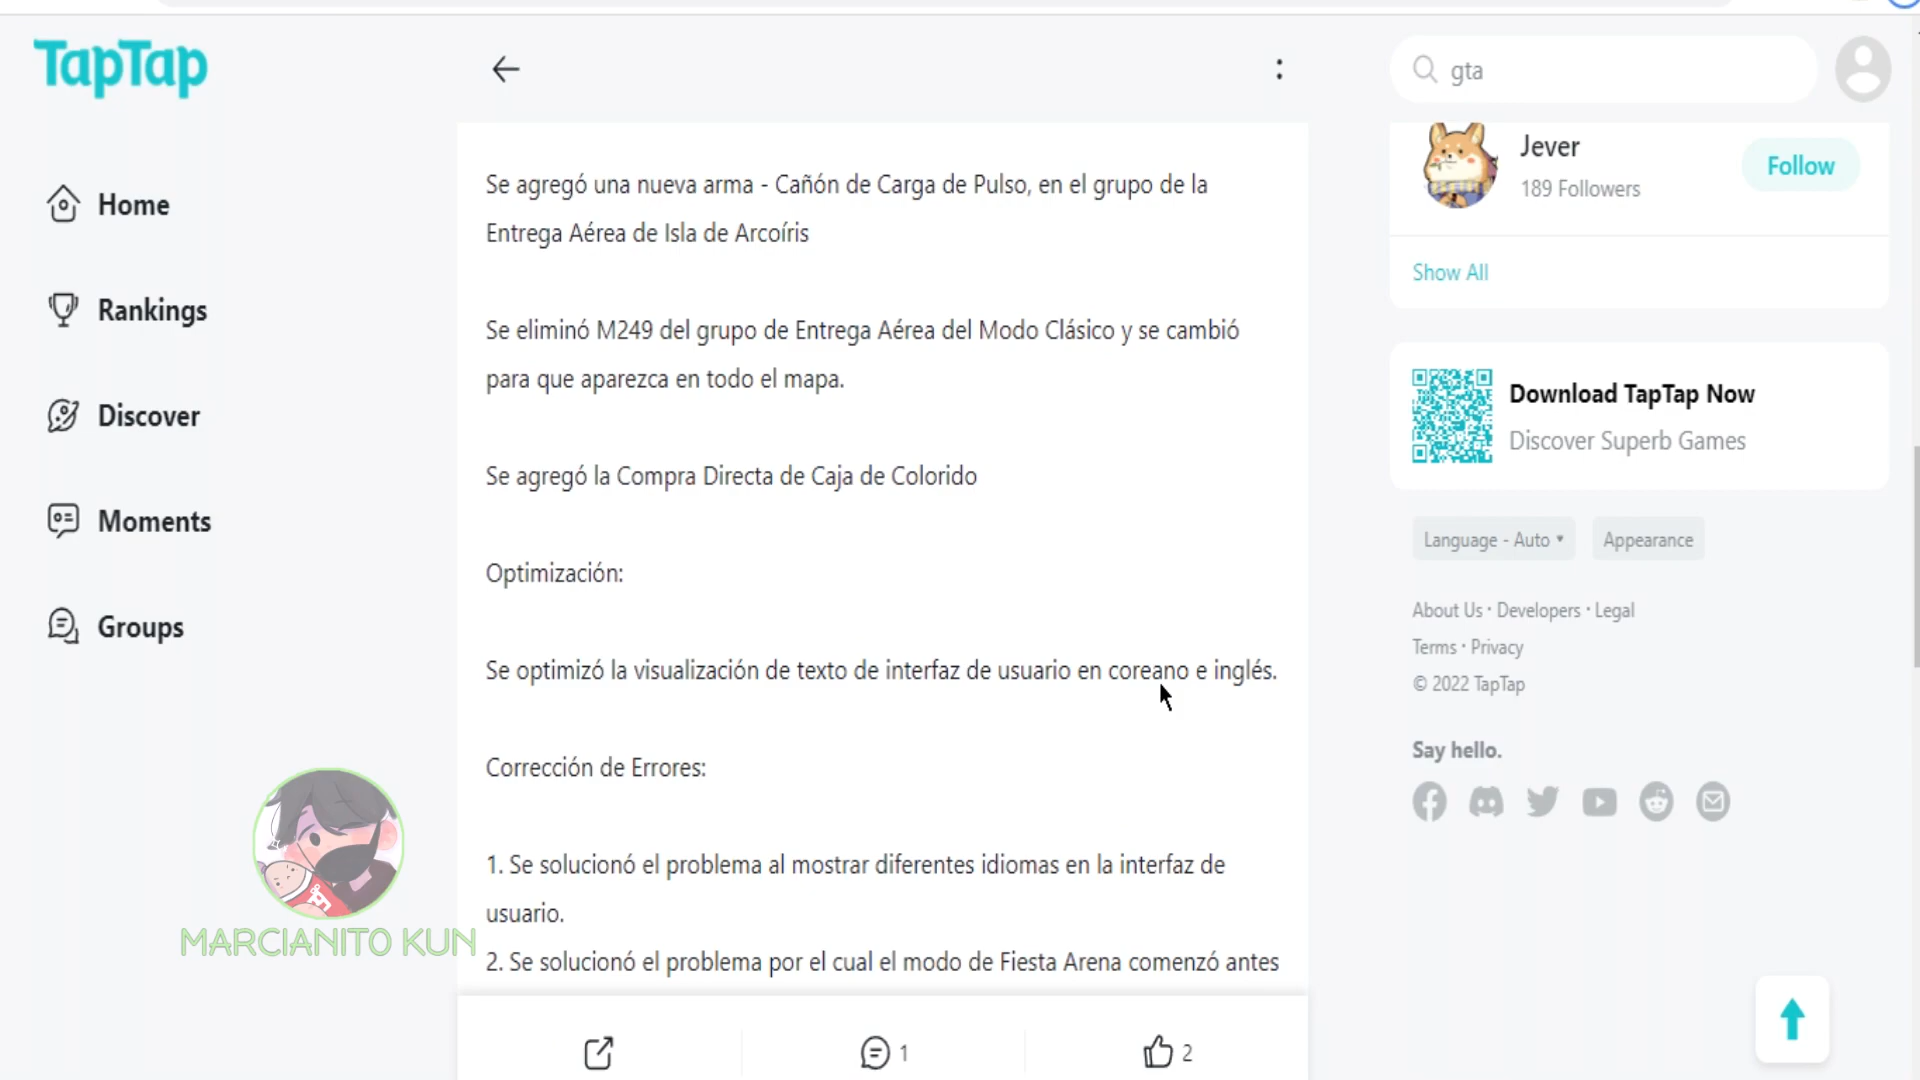 TapTap
gta
Home
Rankings
Discover
Moments
Groups
Se agregó una nueva arma - Cañón de Carga de Pulso, en el grupo de la
Entrega Aérea de Isla de Arcoíris
Se eliminó M249 del grupo de Entrega Aérea del Modo Clásico y se cambió
para que aparezca en todo el mapa.
Se agregó la Compra Directa de Caja de Colorido
Optimización:
Se optimizó la visualización de texto de interfaz de usuario en coreano e inglés.
Corrección de Errores:
1. Se solucionó el problema al mostrar diferentes idiomas en la interfaz de
usuario.
2. Se solucionó el problema por el cual el modo de Fiesta Arena comenzó antes
1
2
MARCIANITO KUN
Jever
189 Followers
Follow
Show All
Download TapTap Now
Discover Superb Games
Language - Auto ▾
Appearance
About Us · Developers · Legal
Terms · Privacy
© 2022 TapTap
Say hello.